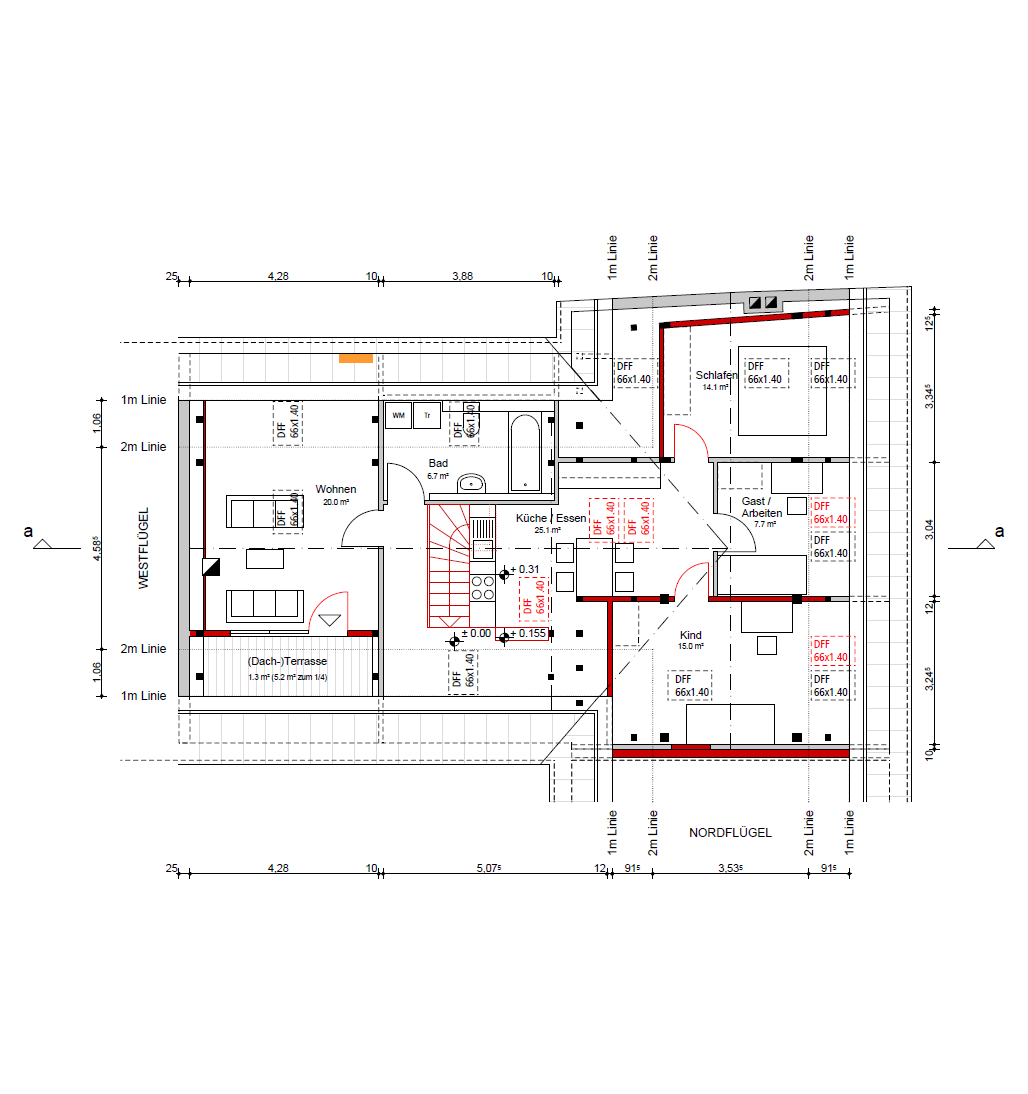 1m Linie
2m Linie
2m Linie
1m Linie
25
4,28
10
3,88
10
12⁵
DFF
66x1.40
Schlafen
14.1 m²
DFF
66x1.40
DFF
66x1.40
3,34⁵
1m Linie
1,06
2m Linie
DFF
66x1.40
WM
Tr
DFF
66x1.40
Bad
6.7 m²
Wohnen
20.0 m²
DFF
66x1.40
Küche / Essen
25.1 m²
DFF
66x1.40
DFF
66x1.40
Gast /
Arbeiten
7.7 m²
DFF
66x1.40
DFF
66x1.40
3,04
a
a
WESTFLÜGEL
4,58⁵
+ 0.31
DFF
66x1.40
± 0.00
+ 0.155
12
Kind
15.0 m²
DFF
66x1.40
2m Linie
(Dach-)Terrasse
1.3 m² (5.2 m² zum 1/4)
DFF
66x1.40
DFF
66x1.40
DFF
66x1.40
1,06
3,24⁵
1m Linie
10
1m Linie
2m Linie
NORDFLÜGEL
2m Linie
1m Linie
25
4,28
10
5,07⁵
12
91⁵
3,53⁵
91⁵